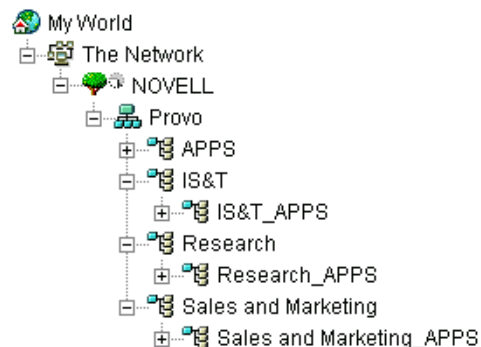 My World
The Network
NOVELL
Provo
APPS
IS&T
IS&T_APPS
Research
Research_APPS
Sales and Marketing
Sales and Marketing_APPS